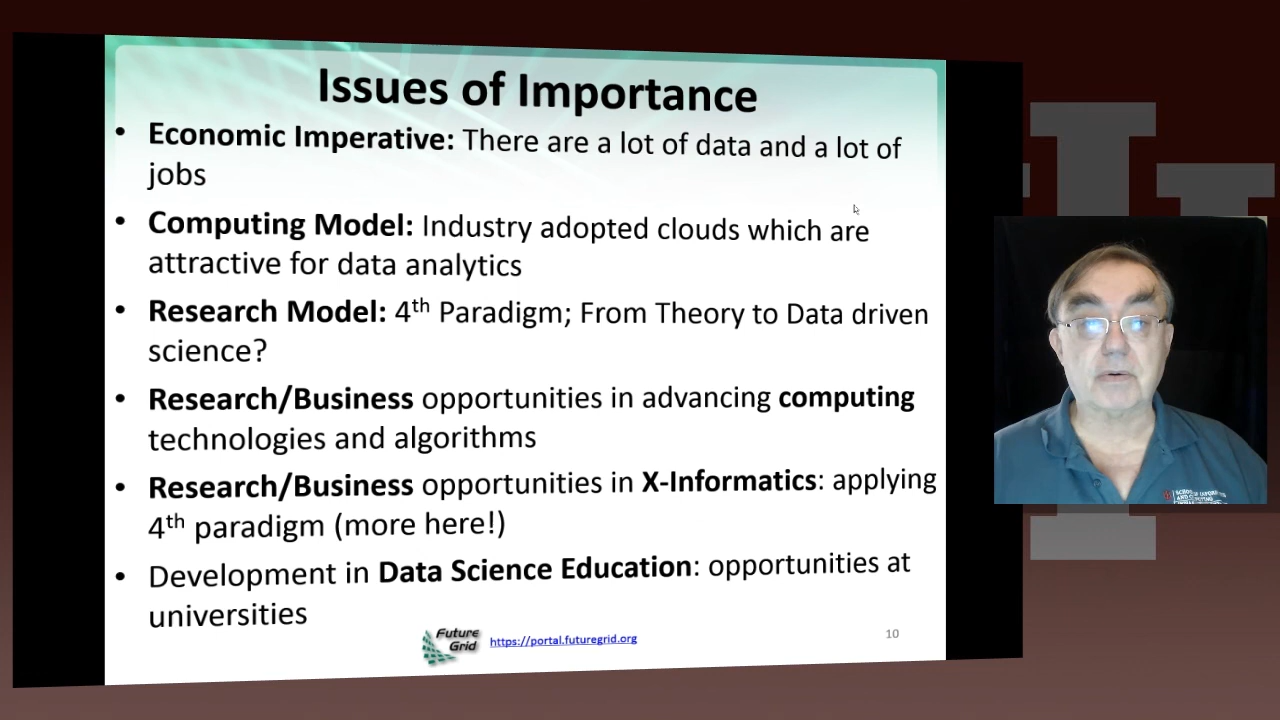 Issues of Importance
• Economic Imperative: There are a lot of data and a lot of
jobs
• Computing Model: Industry adopted clouds which are
attractive for data analytics
• Research Model: 4th Paradigm; From Theory to Data driven
science?
• Research/Business opportunities in advancing computing
technologies and algorithms
• Research/Business opportunities in X-Informatics: applying
4th paradigm (more here!)
• Development in Data Science Education: opportunities at
universities
Future
Grid
https://portal.futuregrid.org
10